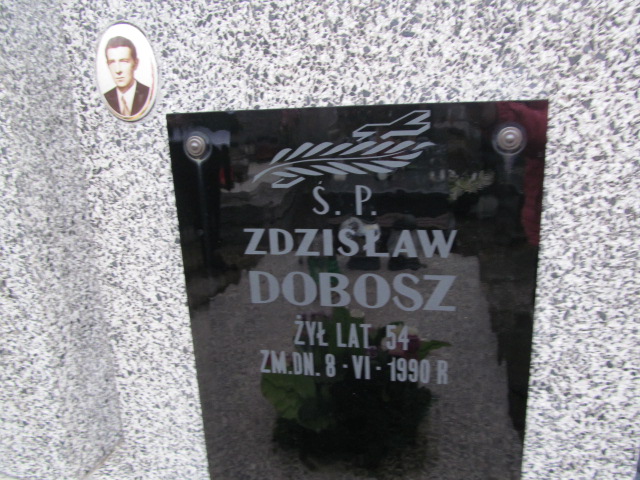 Ś. P.
ZDZISŁAW
DOBOSZ
ŻYŁ LAT 54
ZM. DN. 8 - VI - 1990 R